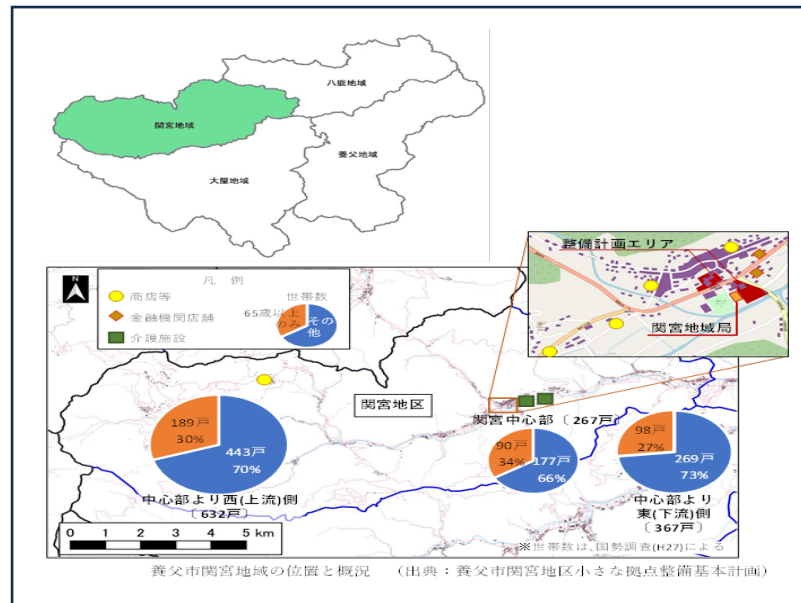 八鹿地域
関宮地域
養父地域
大屋地域
整備計画エリア
関宮地域局
N
凡 例
商店等
金融機関店舗
介護施設
世帯数
65歳以上
のみ
その
他
関宮地区
関宮中心部〔267戸〕
189戸
30%
443戸
70%
中心部より西(上流)側
〔632戸〕
90戸
34%
177戸
66%
98戸
27%
269戸
73%
中心部より
東(下流)側
〔367戸〕
0 1 2 3 4 5 km
※世帯数は、国勢調査(H27)による
養父市関宮地域の位置と概況 (出典：養父市関宮地区小さな拠点整備基本計画)